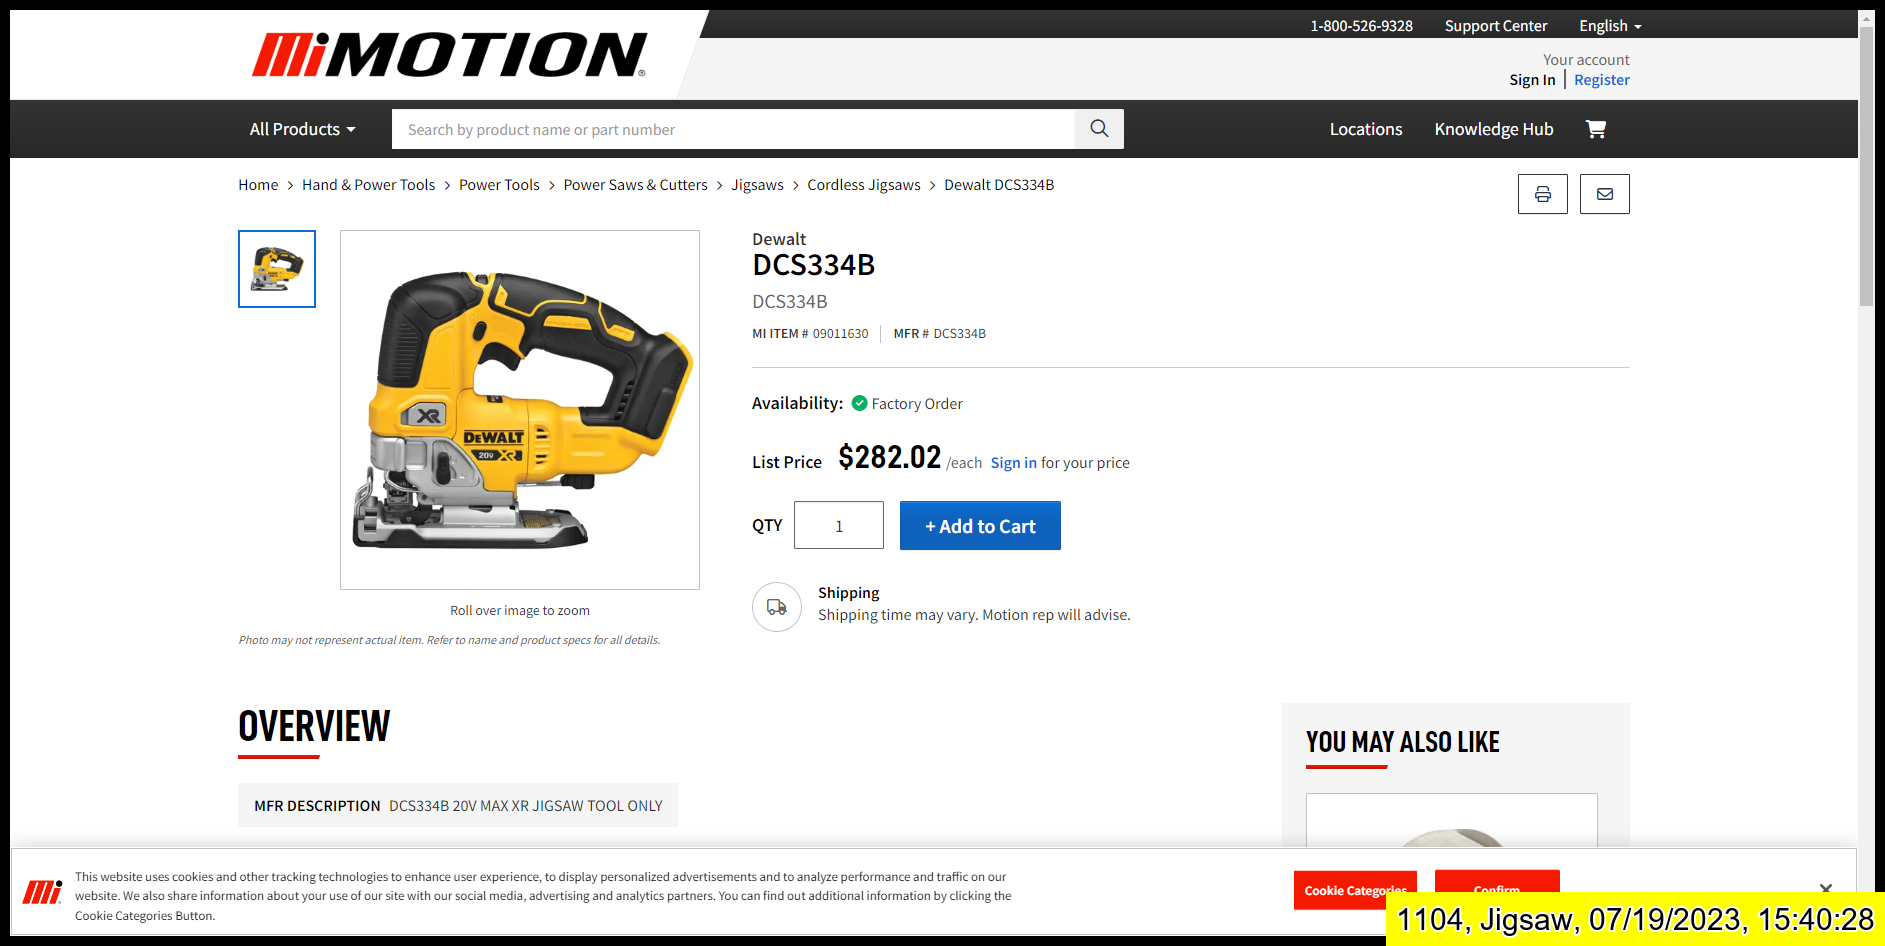 1-800-526-9328 Support Center English
MiMOTION®
Your account
Sign In | Register
All Products Search by product name or part number Locations Knowledge Hub
Home > Hand & Power Tools > Power Tools > Power Saws & Cutters > Jigsaws > Cordless Jigsaws > Dewalt DCS334B
Dewalt
DCS334B
DCS334B
MI ITEM # 09011630 | MFR # DCS334B
XR
DEWALT
20V XR
Availability: Factory Order
List Price $282.02 /each Sign in for your price
QTY 1 + Add to Cart
Shipping
Shipping time may vary. Motion rep will advise.
Roll over image to zoom
Photo may not represent actual item. Refer to name and product specs for all details.
OVERVIEW
YOU MAY ALSO LIKE
MFR DESCRIPTION DCS334B 20V MAX XR JIGSAW TOOL ONLY
Mi
This website uses cookies and other tracking technologies to enhance user experience, to display personalized advertisements and to analyze performance and traffic on our
website. We also share information about your use of our site with our social media, advertising and analytics partners. You can find out additional information by clicking the
Cookie Categories Button.
Cookie Categories Confirm
1104, Jigsaw, 07/19/2023, 15:40:28